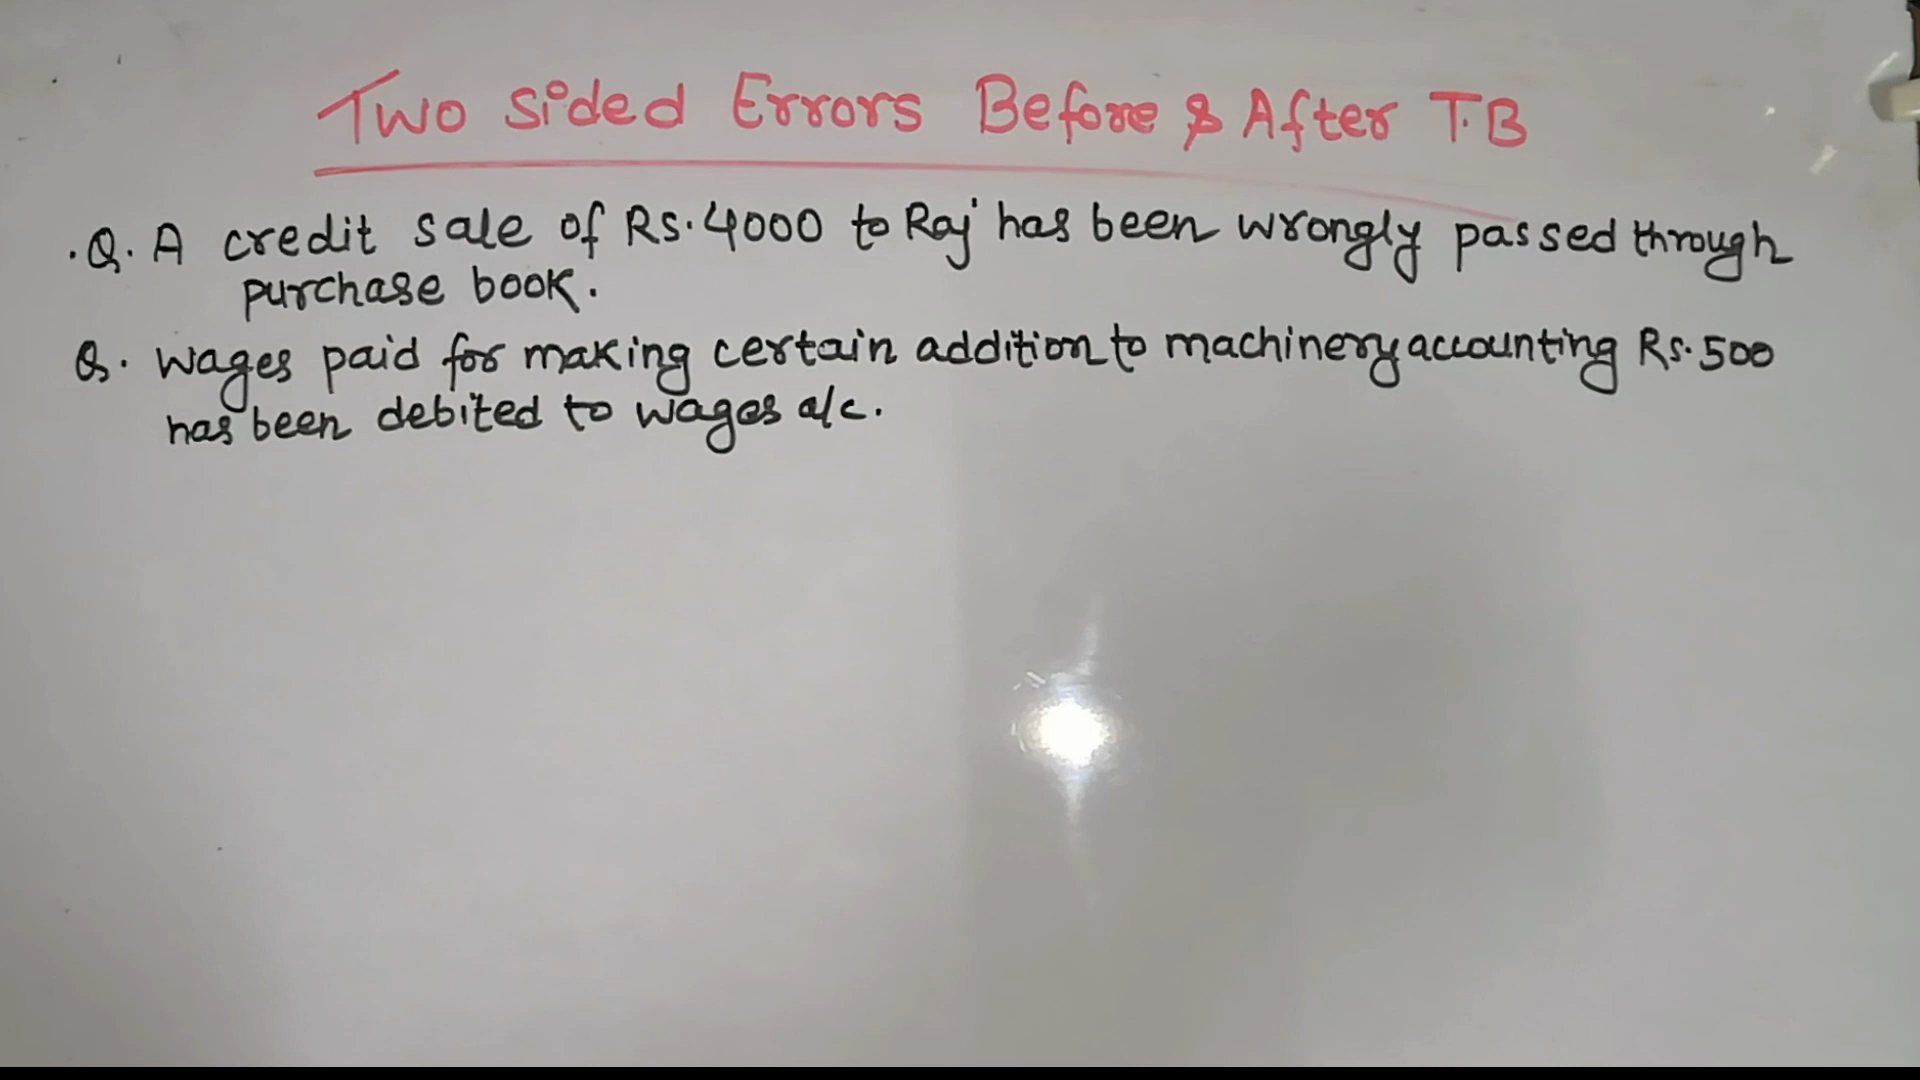 Two Sided Errors Before & After T.B
.Q. A credit sale of Rs.4000 to Raj has been wrongly passed through
purchase book.
Q. Wages paid for making certain addition to machinery accounting Rs.500
has been debited to wages a/c.